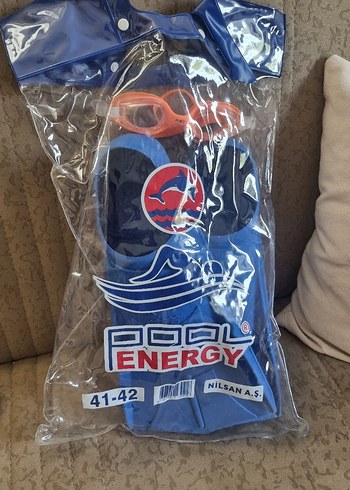 POOL
ENERGY
41-42
NİLSAN A.Ş.